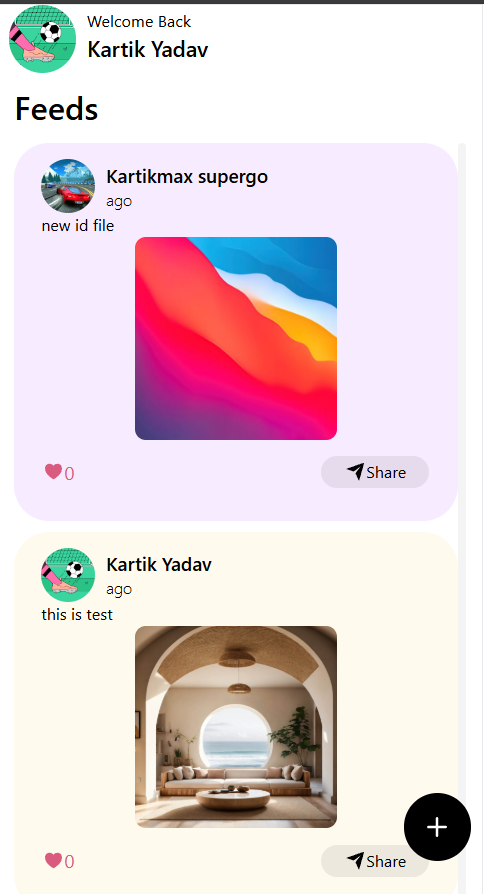 Welcome Back
Kartik Yadav
Feeds
Kartikmax supergo
ago
new id file
0
Share
Kartik Yadav
ago
this is test
0
Share